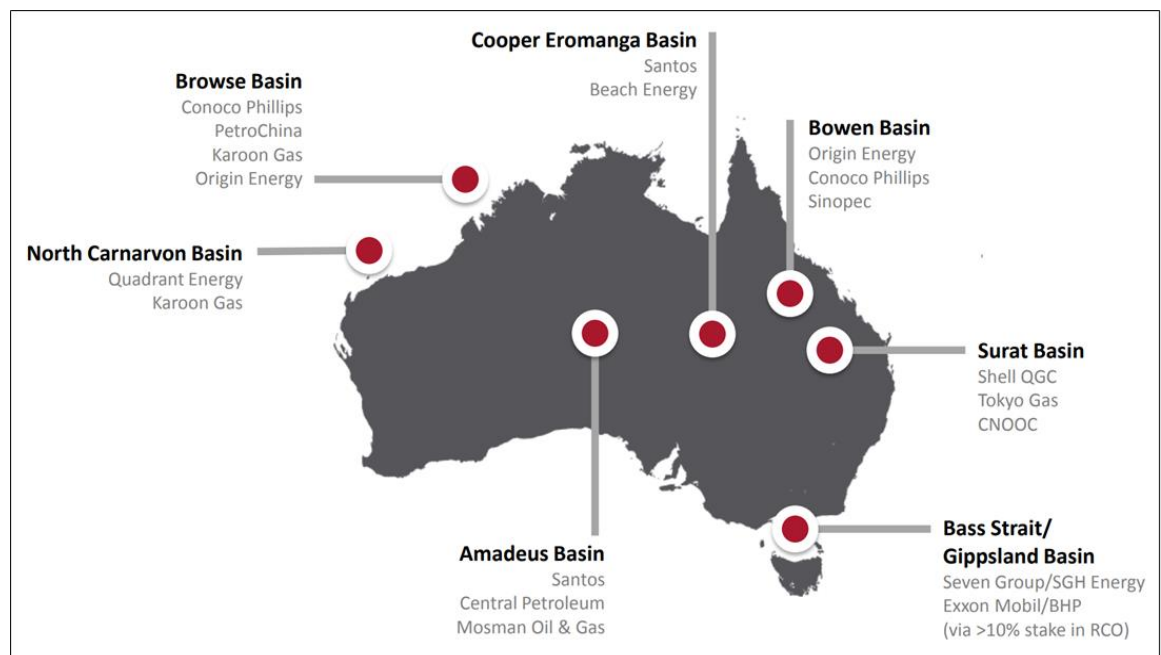 Cooper Eromanga Basin
Santos
Beach Energy
Browse Basin
Conoco Phillips
PetroChina
Karoon Gas
Origin Energy
Bowen Basin
Origin Energy
Conoco Phillips
Sinopec
North Carnarvon Basin
Quadrant Energy
Karoon Gas
Surat Basin
Shell QGC
Tokyo Gas
CNOOC
Amadeus Basin
Santos
Central Petroleum
Mosman Oil & Gas
Bass Strait/
Gippsland Basin
Seven Group/SGH Energy
Exxon Mobil/BHP
(via >10% stake in RCO)